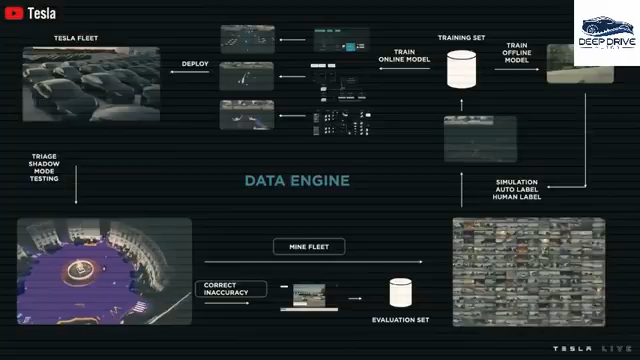 Tesla
DEEP DRIVE
TESLA FLEET
DEPLOY
TRAIN
ONLINE MODEL
TRAINING SET
TRAIN
OFFLINE
MODEL
TRIAGE
SHADOW
MODE
TESTING
DATA ENGINE
SIMULATION
AUTO LABEL
HUMAN LABEL
MINE FLEET
CORRECT
INACCURACY
EVALUATION SET
TESLA LIVE